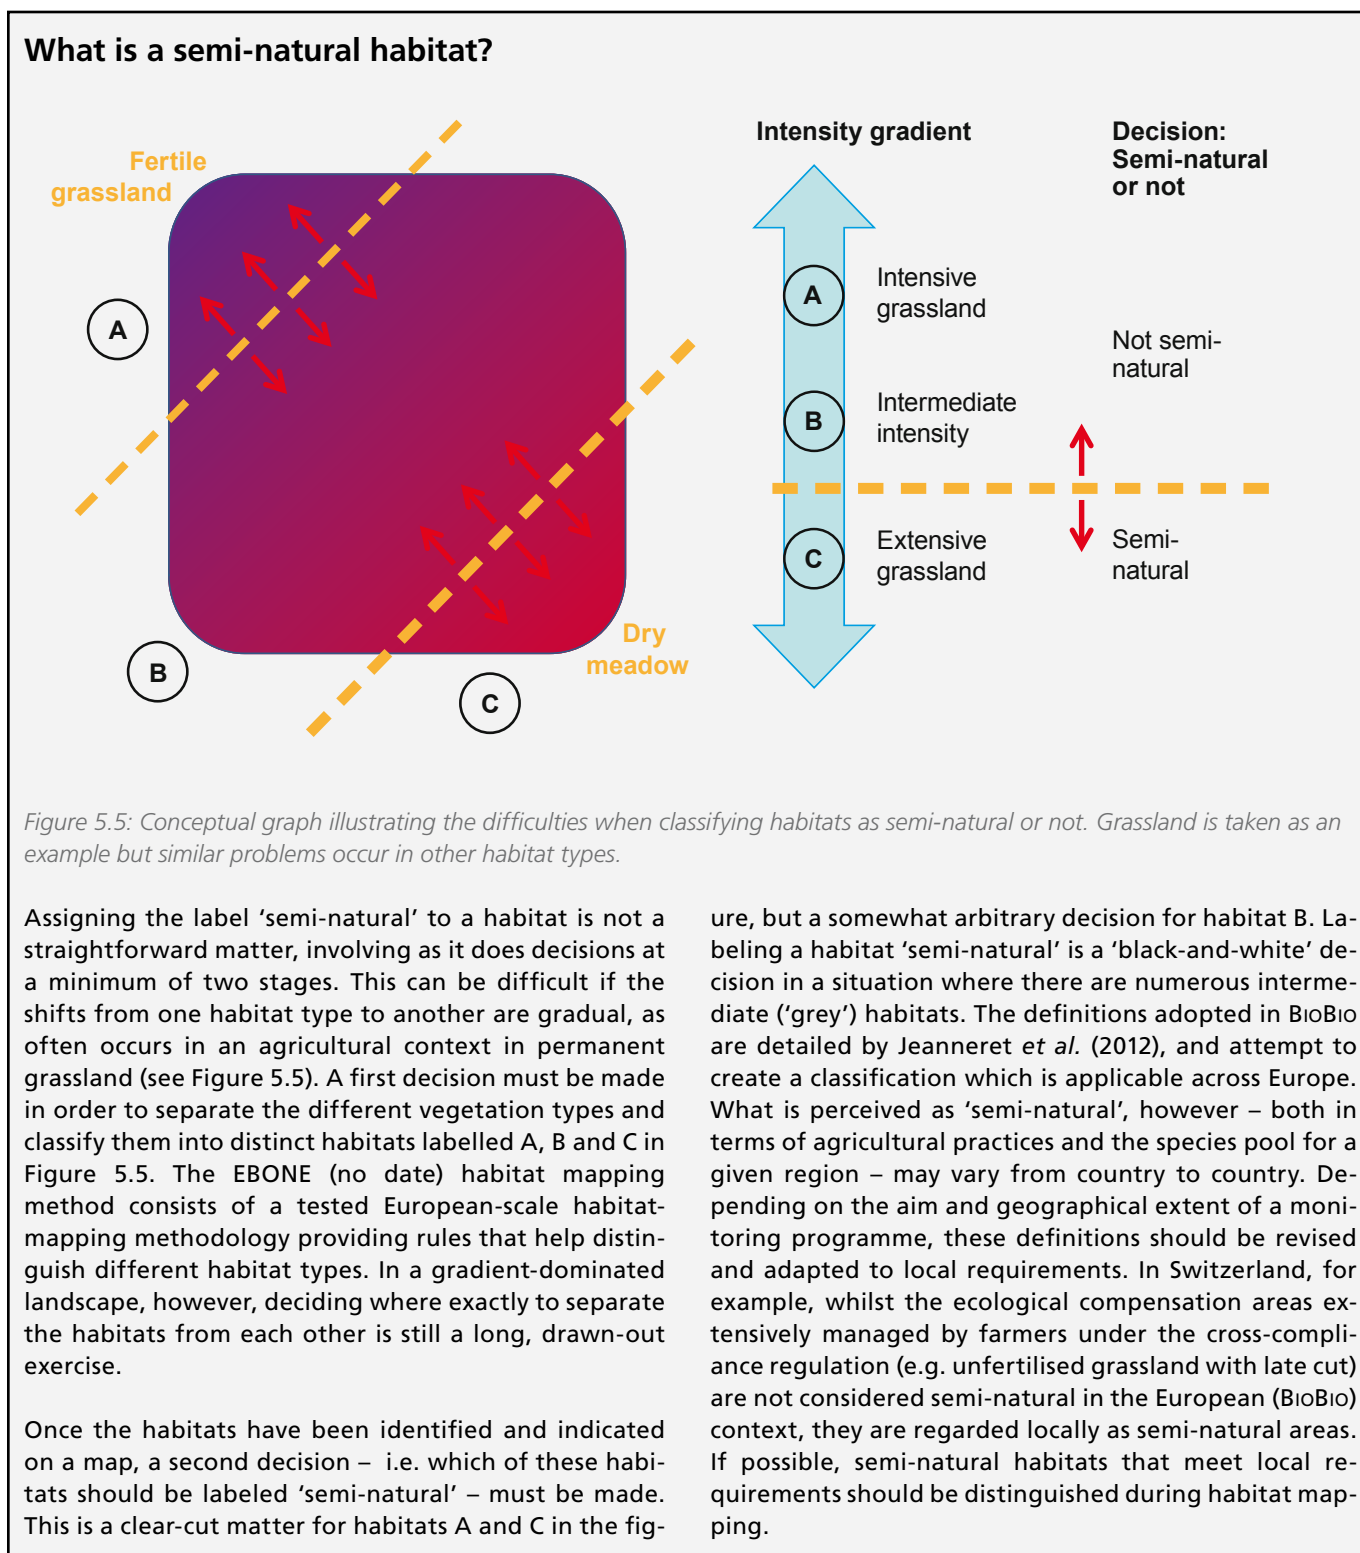 What is a semi-natural habitat?
Fertile
grassland
A
B
C
Dry
meadow
Intensity gradient
A
Intensive
grassland
B
Intermediate
intensity
C
Extensive
grassland
Decision:
Semi-natural
or not
Not semi-
natural
Semi-
natural
Figure 5.5: Conceptual graph illustrating the difficulties when classifying habitats as semi-natural or not. Grassland is taken as an
example but similar problems occur in other habitat types.
Assigning the label ‘semi-natural’ to a habitat is not a
straightforward matter, involving as it does decisions at
a minimum of two stages. This can be difficult if the
shifts from one habitat type to another are gradual, as
often occurs in an agricultural context in permanent
grassland (see Figure 5.5). A first decision must be made
in order to separate the different vegetation types and
classify them into distinct habitats labelled A, B and C in
Figure 5.5. The EBONE (no date) habitat mapping
method consists of a tested European-scale habitat-
mapping methodology providing rules that help distin-
guish different habitat types. In a gradient-dominated
landscape, however, deciding where exactly to separate
the habitats from each other is still a long, drawn-out
exercise.
Once the habitats have been identified and indicated
on a map, a second decision – i.e. which of these habi-
tats should be labeled ‘semi-natural’ – must be made.
This is a clear-cut matter for habitats A and C in the fig-
ure, but a somewhat arbitrary decision for habitat B. La-
beling a habitat ‘semi-natural’ is a ‘black-and-white’ de-
cision in a situation where there are numerous interme-
diate (‘grey’) habitats. The definitions adopted in BIOBIO
are detailed by Jeanneret et al. (2012), and attempt to
create a classification which is applicable across Europe.
What is perceived as ‘semi-natural’, however – both in
terms of agricultural practices and the species pool for a
given region – may vary from country to country. De-
pending on the aim and geographical extent of a moni-
toring programme, these definitions should be revised
and adapted to local requirements. In Switzerland, for
example, whilst the ecological compensation areas ex-
tensively managed by farmers under the cross-compli-
ance regulation (e.g. unfertilised grassland with late cut)
are not considered semi-natural in the European (BIOBIO)
context, they are regarded locally as semi-natural areas.
If possible, semi-natural habitats that meet local re-
quirements should be distinguished during habitat map-
ping.